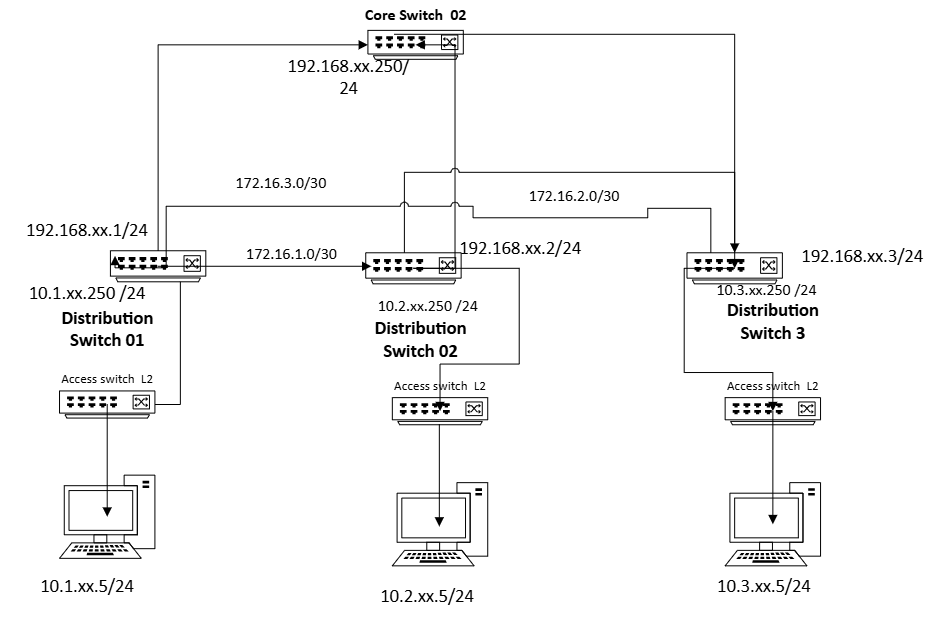 Core Switch  02
192.168.xx.250/
24
172.16.3.0/30
172.16.2.0/30
192.168.xx.1/24
172.16.1.0/30
192.168.xx.2/24
192.168.xx.3/24
10.1.xx.250 /24
10.2.xx.250 /24
10.3.xx.250 /24
Distribution
Switch 01
Distribution
Switch 02
Distribution
Switch 3
Access switch  L2
Access switch  L2
Access switch  L2
10.1.xx.5/24
10.2.xx.5/24
10.3.xx.5/24